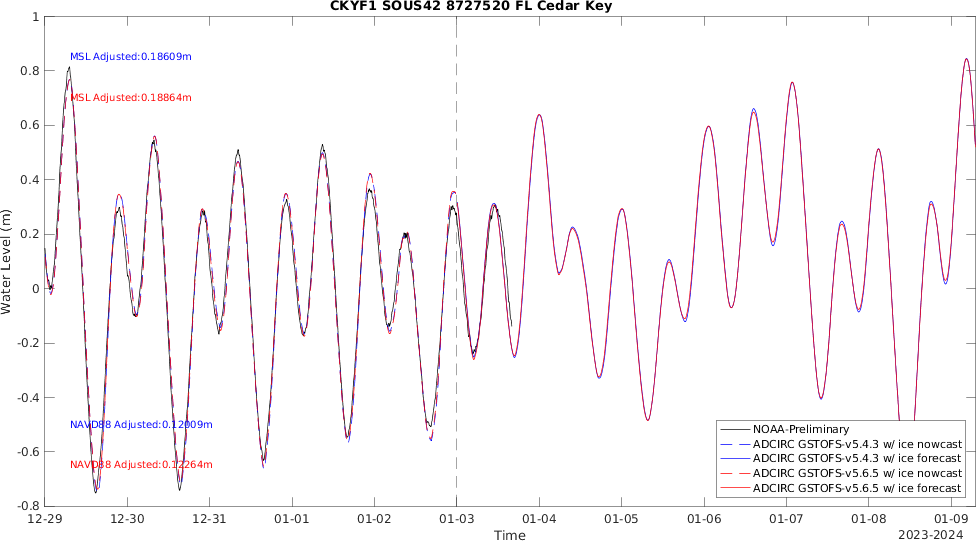 CKYF1 SOUS42 8727520 FL Cedar Key
1
0.8
0.6
0.4
0.2
0
-0.2
-0.4
-0.6
-0.8
Water Level (m)
MSL Adjusted:0.18609m
MSL Adjusted:0.18864m
NAVD88 Adjusted:0.12009m
NAVD88 Adjusted:0.12264m
NOAA-Preliminary
ADCIRC GSTOFS-v5.4.3 w/ ice nowcast
ADCIRC GSTOFS-v5.4.3 w/ ice forecast
ADCIRC GSTOFS-v5.6.5 w/ ice nowcast
ADCIRC GSTOFS-v5.6.5 w/ ice forecast
12-29 12-30 12-31 01-01 01-02 01-03 01-04 01-05 01-06 01-07 01-08 01-09
Time
2023-2024